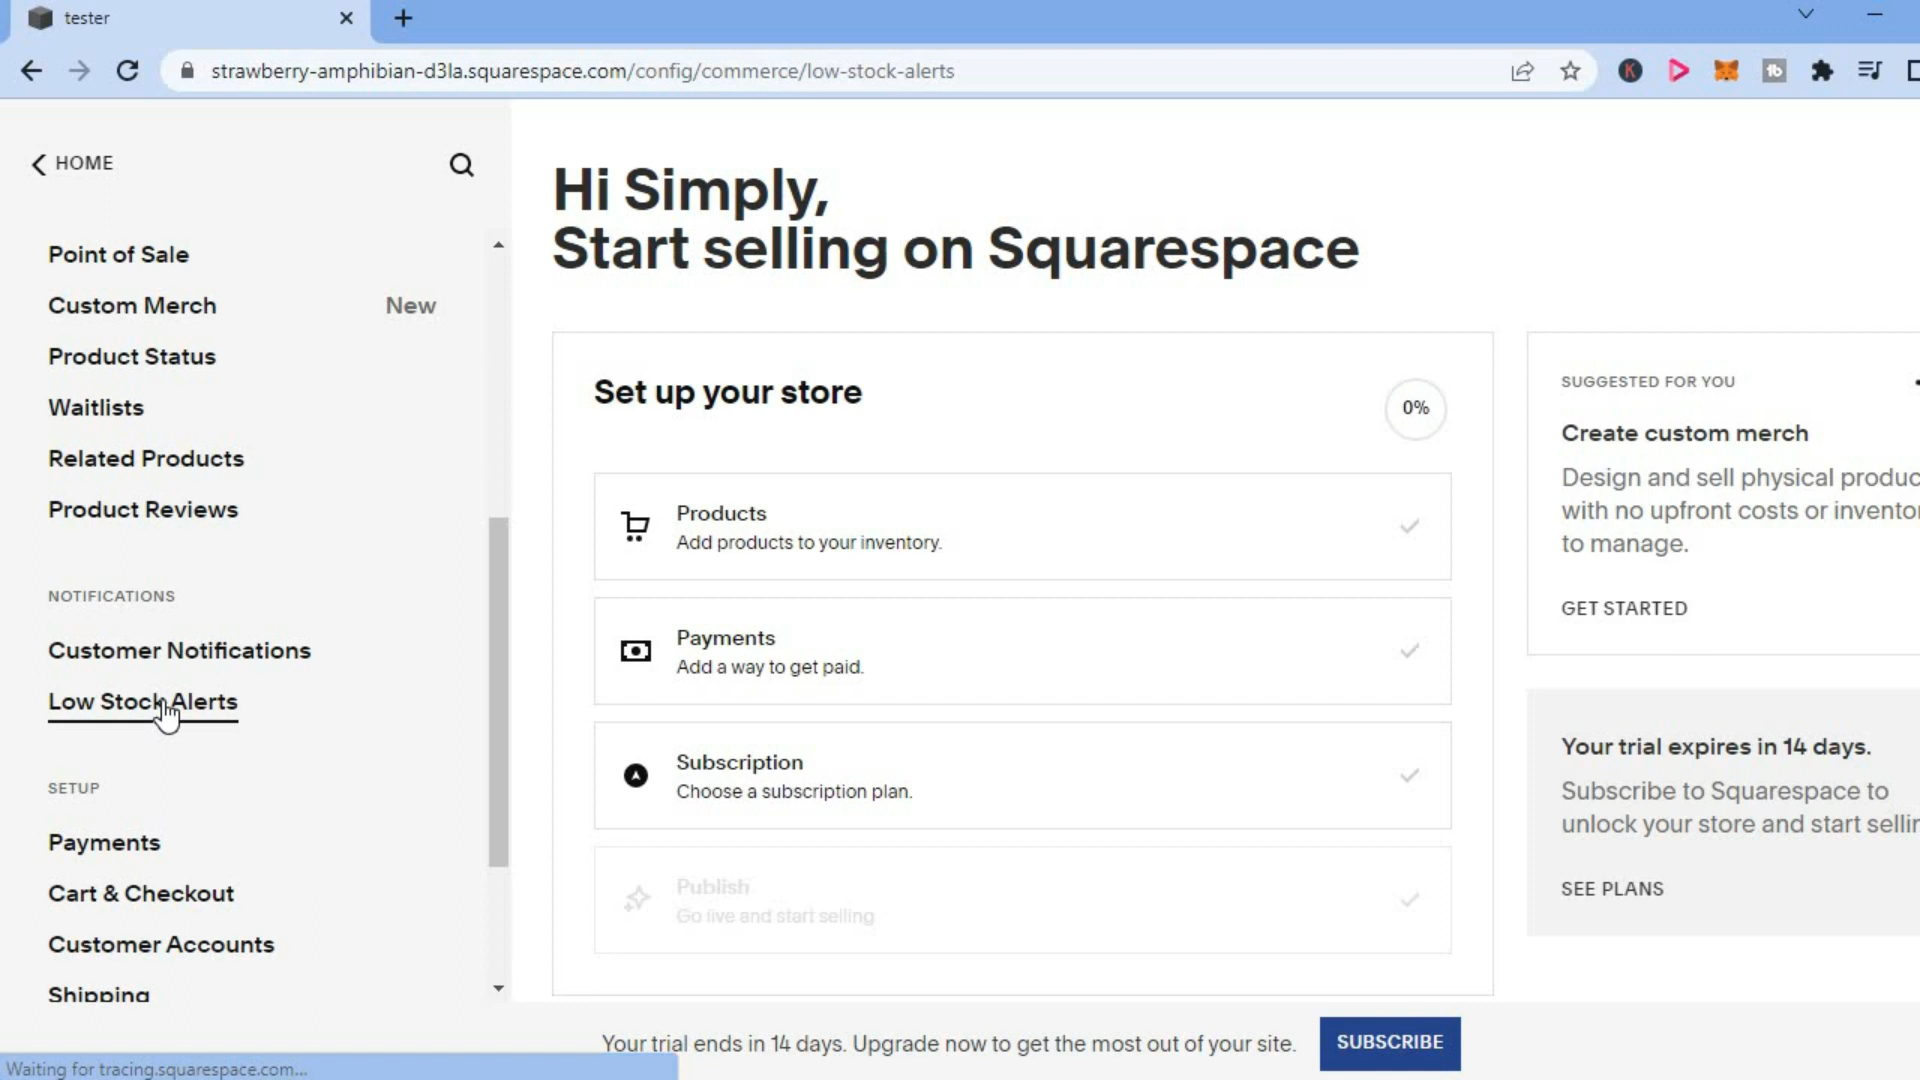 tester
strawberry-amphibian-d3la.squarespace.com/config/commerce/low-stock-alerts
HOME
Point of Sale
Custom Merch New
Product Status
Waitlists
Related Products
Product Reviews
NOTIFICATIONS
Customer Notifications
Low Stock Alerts
SETUP
Payments
Cart & Checkout
Customer Accounts
Shipping
Hi Simply,
Start selling on Squarespace
Set up your store
0%
Products
Add products to your inventory.
Payments
Add a way to get paid.
Subscription
Choose a subscription plan.
Publish
Go live and start selling
SUGGESTED FOR YOU
Create custom merch
Design and sell physical produc
with no upfront costs or invento
to manage.
GET STARTED
Your trial expires in 14 days.
Subscribe to Squarespace to
unlock your store and start sellin
SEE PLANS
Your trial ends in 14 days. Upgrade now to get the most out of your site.
SUBSCRIBE
Waiting for tracing.squarespace.com...